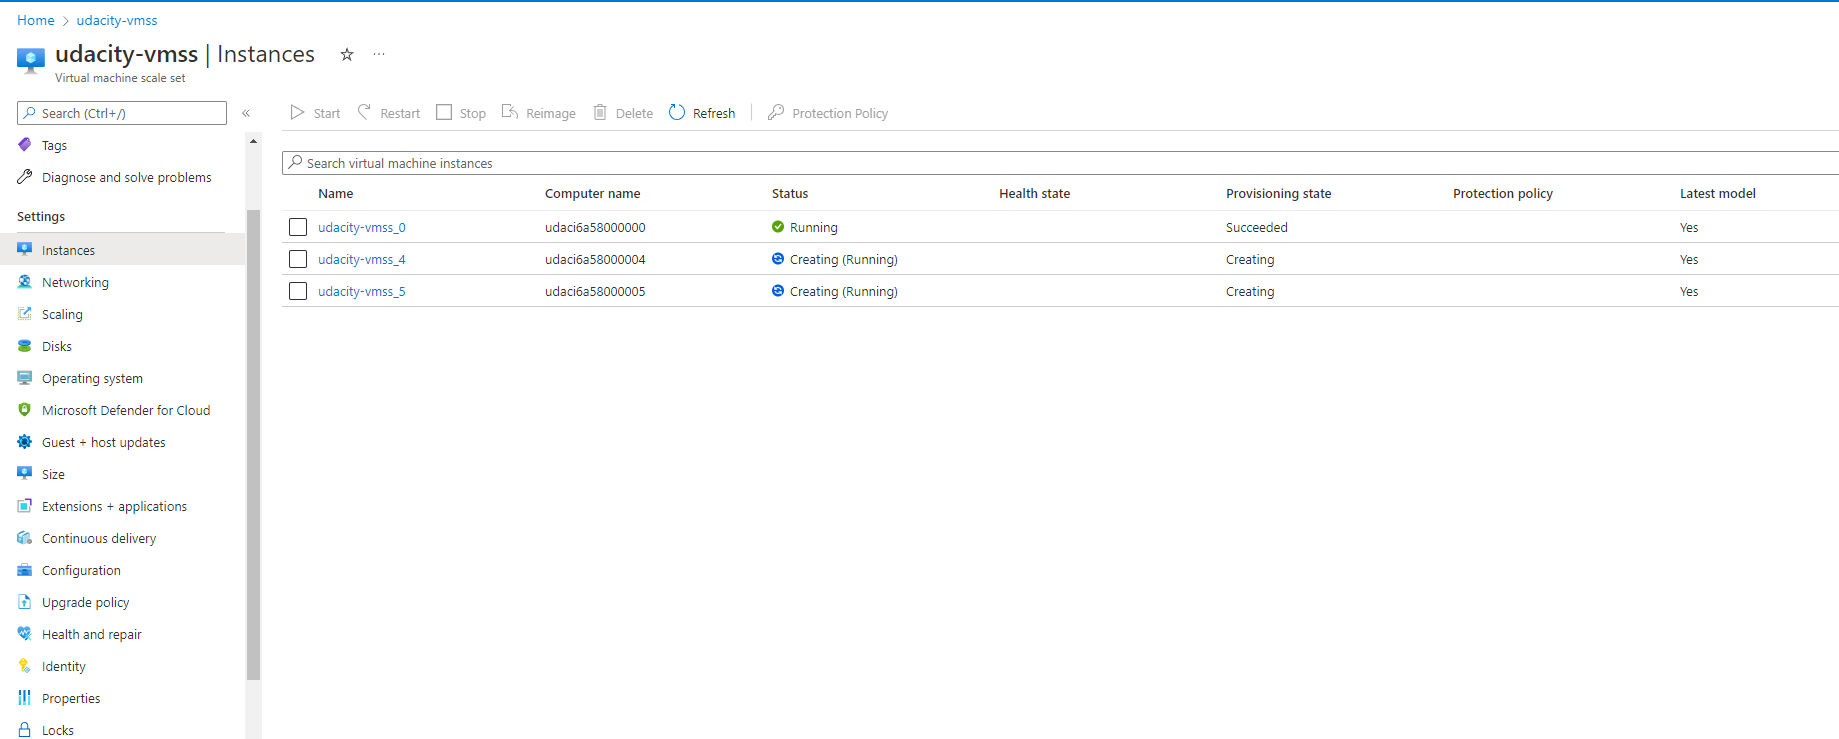 Home > udacity-vmss
udacity-vmss | Instances ☆ ···
Virtual machine scale set
Search (Ctrl+/) «
Start Restart Stop Reimage Delete Refresh Protection Policy
Tags
Diagnose and solve problems
Settings
Instances
Networking
Scaling
Disks
Operating system
Microsoft Defender for Cloud
Guest + host updates
Size
Extensions + applications
Continuous delivery
Configuration
Upgrade policy
Health and repair
Identity
Properties
Locks
Search virtual machine instances
Name Computer name Status Health state Provisioning state Protection policy Latest model
udacity-vmss_0 udaci6a58000000 Running Succeeded Yes
udacity-vmss_4 udaci6a58000004 Creating (Running) Creating Yes
udacity-vmss_5 udaci6a58000005 Creating (Running) Creating Yes